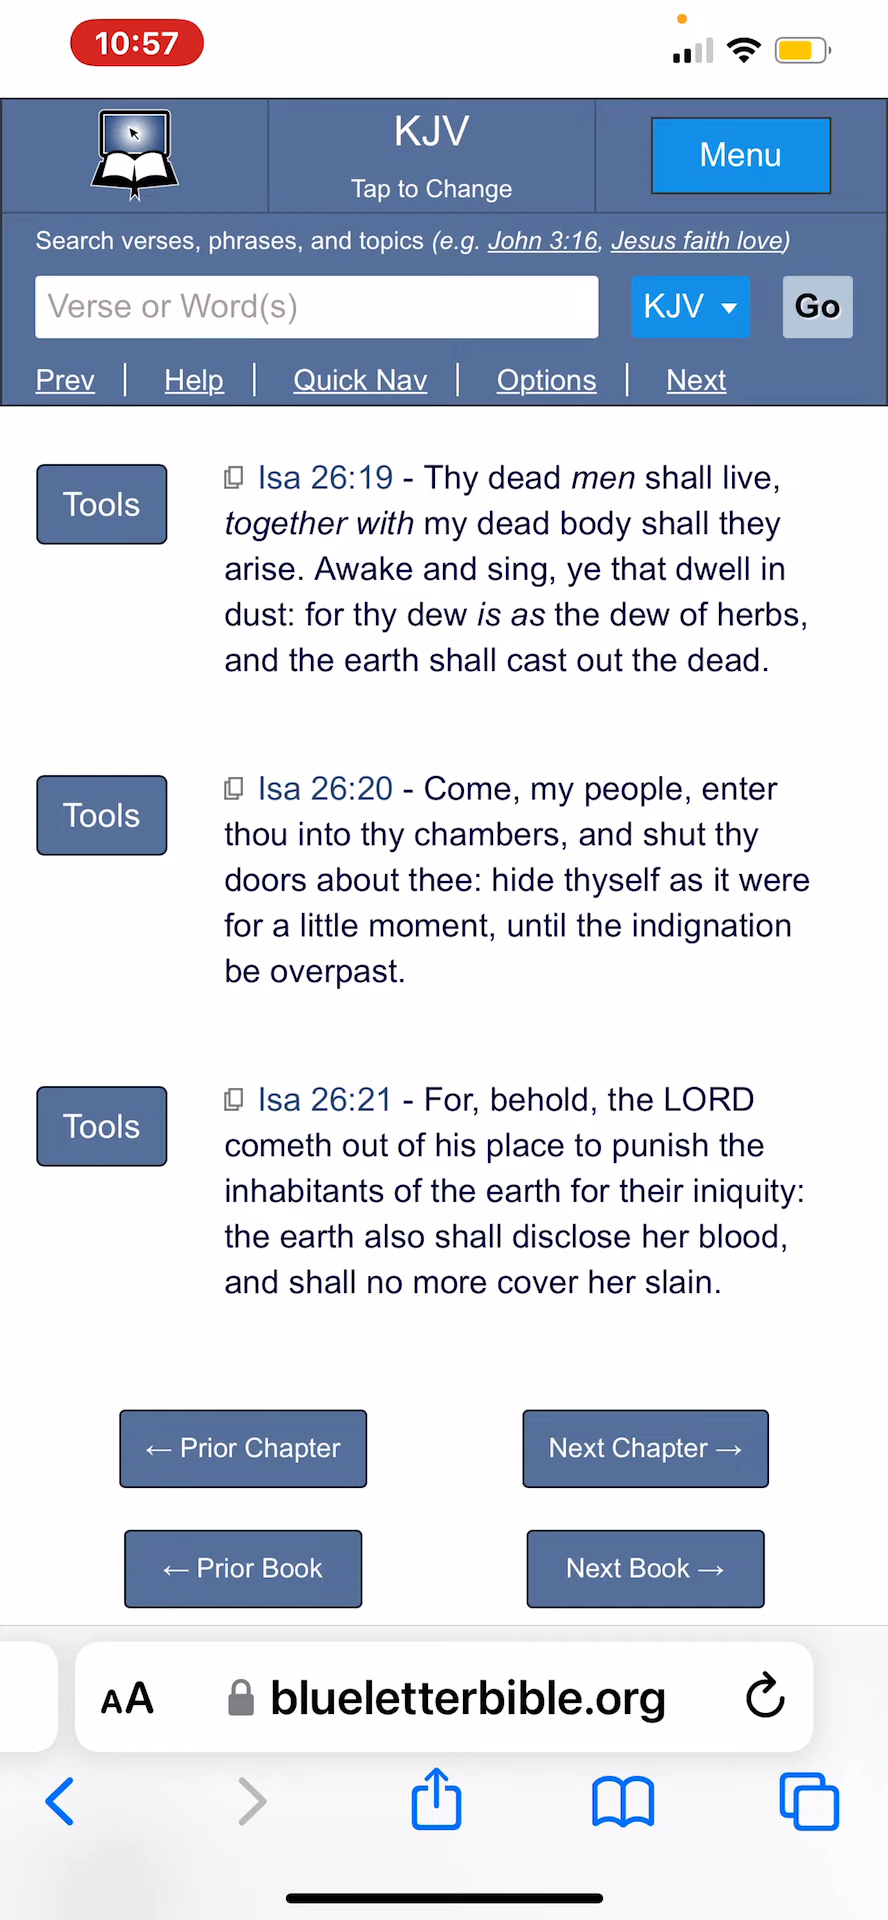 10:57
KJV
Tap to Change
Menu
Search verses, phrases, and topics (e.g. John 3:16, Jesus faith love)
Verse or Word(s)
KJV
Go
Prev | Help | Quick Nav | Options | Next
Tools
Isa 26:19 - Thy dead men shall live,
together with my dead body shall they
arise. Awake and sing, ye that dwell in
dust: for thy dew is as the dew of herbs,
and the earth shall cast out the dead.
Tools
Isa 26:20 - Come, my people, enter
thou into thy chambers, and shut thy
doors about thee: hide thyself as it were
for a little moment, until the indignation
be overpast.
Tools
Isa 26:21 - For, behold, the LORD
cometh out of his place to punish the
inhabitants of the earth for their iniquity:
the earth also shall disclose her blood,
and shall no more cover her slain.
← Prior Chapter
Next Chapter →
← Prior Book
Next Book →
AA
blueletterbible.org